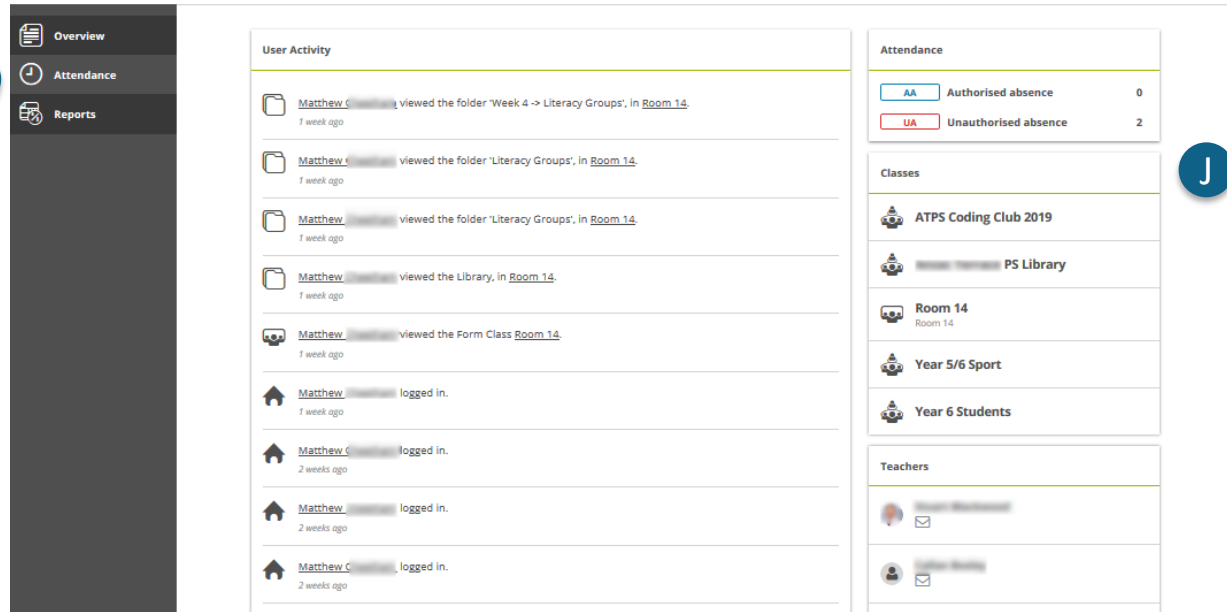 Overview
Attendance
Reports
User Activity
Matthew viewed the folder 'Week 4 -> Literacy Groups', in Room 14.
1 week ago
Matthew viewed the folder 'Literacy Groups', in Room 14.
1 week ago
Matthew viewed the folder 'Literacy Groups', in Room 14.
1 week ago
Matthew viewed the Library, in Room 14.
1 week ago
Matthew viewed the Form Class Room 14.
1 week ago
Matthew logged in.
1 week ago
Matthew logged in.
2 weeks ago
Matthew logged in.
2 weeks ago
Matthew logged in.
2 weeks ago
Attendance
AA Authorised absence 0
UA Unauthorised absence 2
J
Classes
ATPS Coding Club 2019
PS Library
Room 14
Room 14
Year 5/6 Sport
Year 6 Students
Teachers